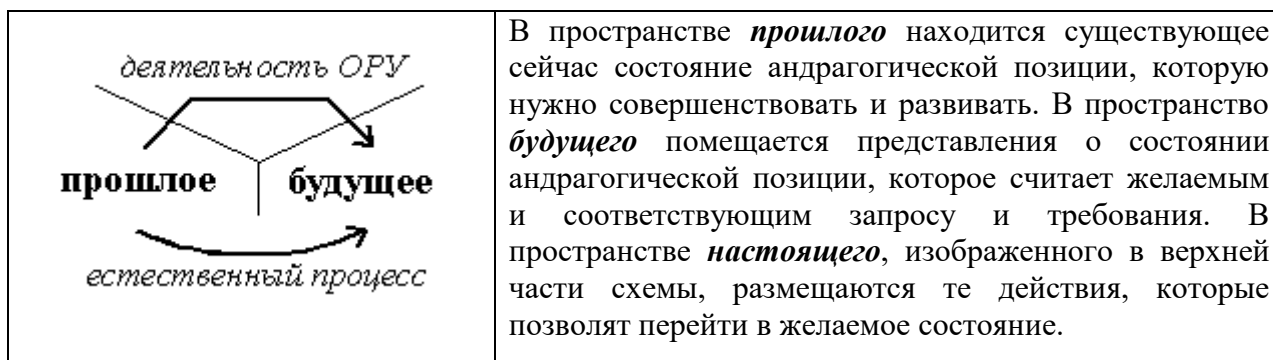 деятельность ОРУ
прошлое будущее
естественный процесс
В пространстве прошлого находится существующее
сейчас состояние андрагогической позиции, которую
нужно совершенствовать и развивать. В пространство
будущего помещается представления о состоянии
андрагогической позиции, которое считает желаемым
и соответствующим запросу и требования. В
пространстве настоящего, изображенного в верхней
части схемы, размещаются те действия, которые
позволят перейти в желаемое состояние.